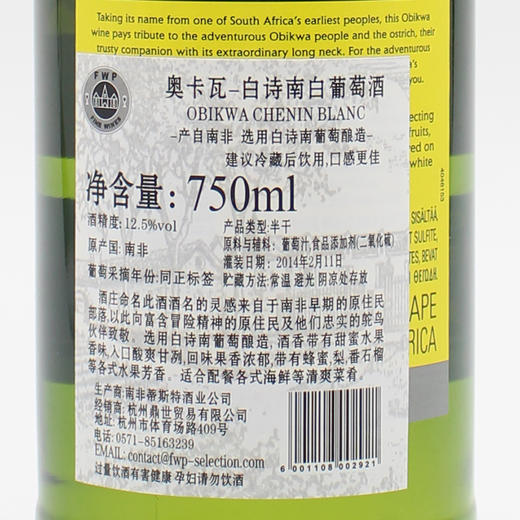 Taking its name from one of South Africa's earliest peoples, this Obikwa
wine pays tribute to the adventurous Obikwa people and the ostrich, their
trusty companion with its extraordinary long neck. For the adventurous
FWP
FINE WINES
奥卡瓦-白诗南白葡萄酒
OBIKWA CHENIN BLANC
-产自南非 选用白诗南葡萄酿造-
建议冷藏后饮用,口感更佳
fruits,
white
4046153
净含量: 750ml
酒精度:12.5%vol
产品类型:半干
原产国:南非
原料与辅料: 葡萄汁,食品添加剂(二氧化硫)
灌装日期:2014年2月11日
葡萄采摘年份:同正标签
贮藏方法:常温 避光 阴凉处存放
SISÄLTÄÄ
SULFITE,
BEVAT
ΘΕΙΩΔΗ
酒庄命名此酒酒名的灵感来自于南非早期的原住民
部落,以此向富含冒险精神的原住民及他们忠实的鸵鸟
伙伴致敬。选用白诗南葡萄酿造,酒香带有甜蜜水果
香味,入口酸爽甘洌,回味果香浓郁,带有蜂蜜,梨,番石榴
等各式水果芳香。适合配餐各式海鲜等清爽菜肴。
APE
RICA
生产商:南非蒂斯特酒业公司
经销商:杭州鼎世贸易有限公司
地址:杭州市体育场路409号
电话:0571-85163239
EMAIL:contact@fwp-selection.com
过量饮酒有害健康 孕妇请勿饮酒
6 001108 002921